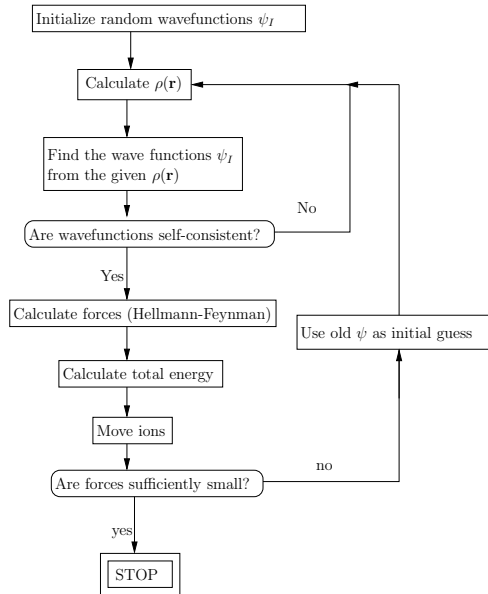 Initialize random wavefunctions ψ_I
Calculate ρ(r)
Find the wave functions ψ_I
from the given ρ(r)
No
Are wavefunctions self-consistent?
Yes
Calculate forces (Hellmann-Feynman)
Use old ψ as initial guess
Calculate total energy
Move ions
no
Are forces sufficiently small?
yes
STOP